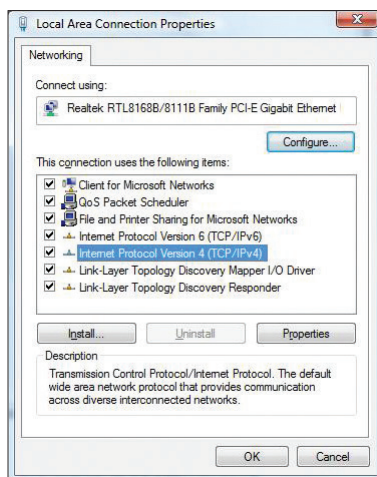 Local Area Connection Properties
Networking
Connect using:
Realtek RTL8168B/8111B Family PCI-E Gigabit Ethernet
Configure...
This connection uses the following items:
Client for Microsoft Networks
QoS Packet Scheduler
File and Printer Sharing for Microsoft Networks
Internet Protocol Version 6 (TCP/IPv6)
Internet Protocol Version 4 (TCP/IPv4)
Link-Layer Topology Discovery Mapper I/O Driver
Link-Layer Topology Discovery Responder
Install... Uninstall Properties
Description
Transmission Control Protocol/Internet Protocol. The default
wide area network protocol that provides communication
across diverse interconnected networks.
OK Cancel